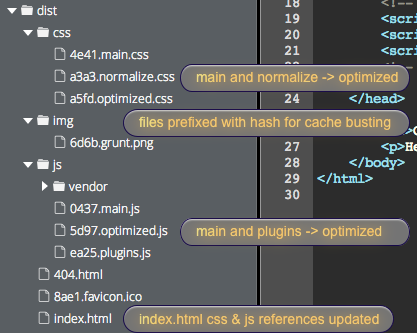 dist
css
4e41.main.css
a3a3.normalize.css
main and normalize -> optimized
a5fd.optimized.css
img
files prefixed with hash for cache busting
6d6b.grunt.png
js
vendor
0437.main.js
5d97.optimized.js
main and plugins -> optimized
ea25.plugins.js
404.html
8ae1.favicon.ico
index.html
index.html css & js references updated
18 <!--
19 <scri
20 <scri
21 <scri
24 </head>
27 <p>He
28 </body>
29 </html>
30